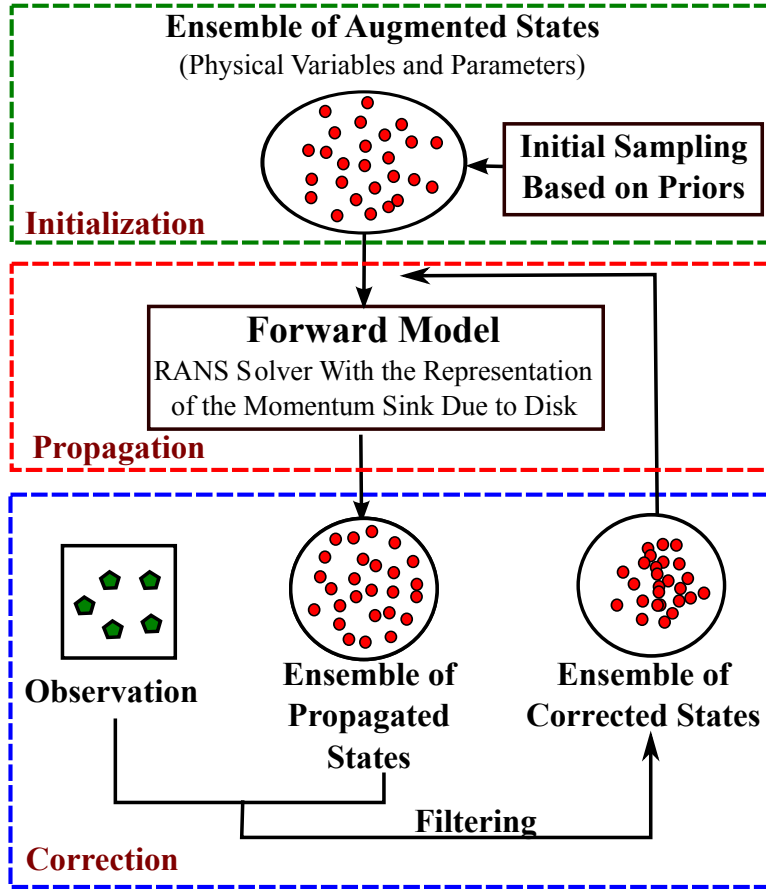 Ensemble of Augmented States
(Physical Variables and Parameters)
Initial Sampling
Based on Priors
Initialization
Forward Model
RANS Solver With the Representation
of the Momentum Sink Due to Disk
Propagation
Observation
Ensemble of
Propagated
States
Ensemble of
Corrected States
Filtering
Correction